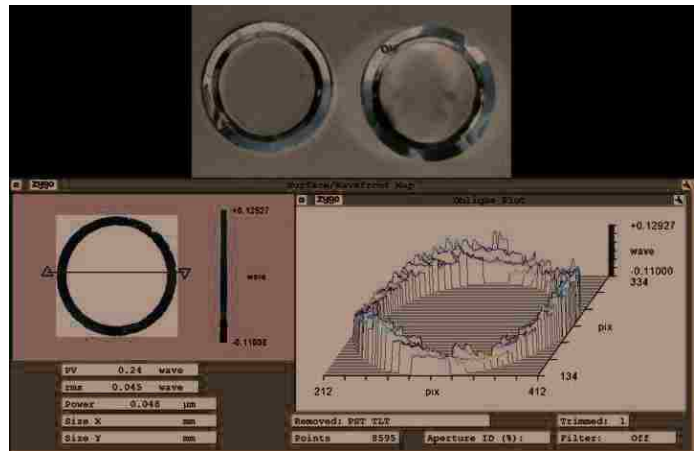 zygo
Surface/Wavefront Map
+0.12927
wave
-0.11000
zygo
Oblique Plot
+0.12927
wave
-0.11000
334
pix
134
212
pix
412
PV 0.24 wave
rms 0.045 wave
Power 0.048 µm
Size X mm
Size Y mm
Removed: PST TLT
Trimmed: 1
Points 8595
Aperture ID (%):
Filter: Off